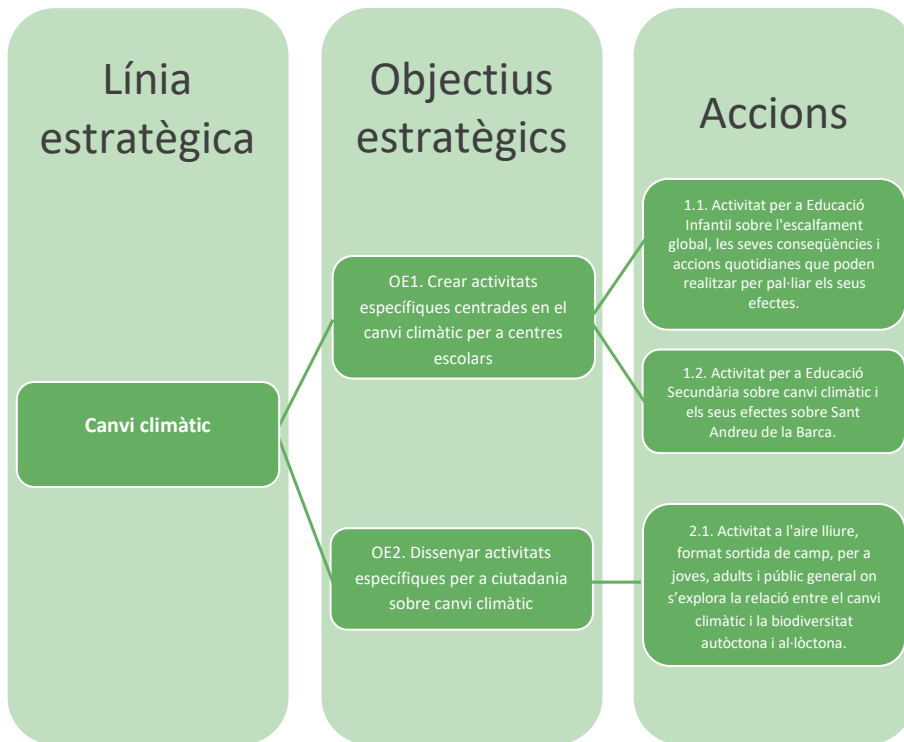 Línia
estratègica
Objectius
estratègics
Accions
Canvi climàtic
OE1. Crear activitats
específiques centrades en el
canvi climàtic per a centres
escolars
OE2. Dissenyar activitats
específiques per a ciutadania
sobre canvi climàtic
1.1. Activitat per a Educació
Infantil sobre l'escalfament
global, les seves conseqüències i
accions quotidianes que poden
realitzar per pal·liar els seus
efectes.
1.2. Activitat per a Educació
Secundària sobre canvi climàtic i
els seus efectes sobre Sant
Andreu de la Barca.
2.1. Activitat a l'aire lliure,
format sortida de camp, per a
joves, adults i públic general on
s’explora la relació entre el canvi
climàtic i la biodiversitat
autòctona i al·lòctona.